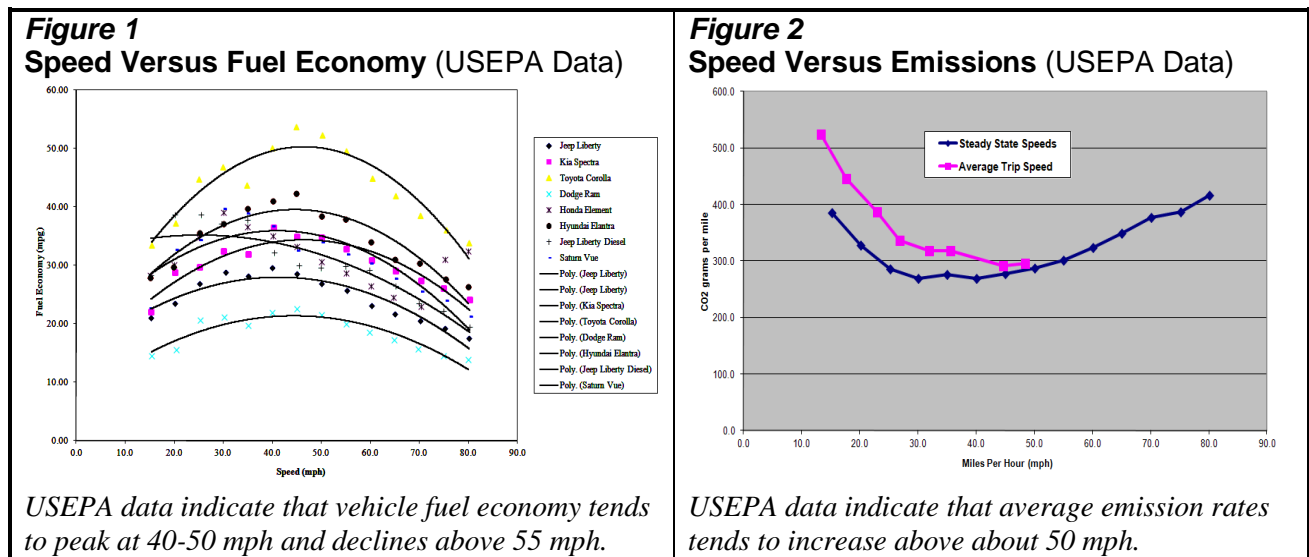 Figure 1
Speed Versus Fuel Economy (USEPA Data)
60.00
50.00
40.00
30.00
20.00
10.00
0.00
Fuel Economy (mpg)
0.0 10.0 20.0 30.0 40.0 50.0 60.0 70.0 80.0 90.0
Speed (mph)
Jeep Liberty
Kia Spectra
Toyota Corolla
Dodge Ram
Honda Element
Hyundai Elantra
Jeep Liberty Diesel
Saturn Vue
Poly. (Jeep Liberty)
Poly. (Jeep Liberty)
Poly. (Kia Spectra)
Poly. (Toyota Corolla)
Poly. (Dodge Ram)
Poly. (Hyundai Elantra)
Poly. (Jeep Liberty Diesel)
Poly. (Saturn Vue)
USEPA data indicate that vehicle fuel economy tends
to peak at 40-50 mph and declines above 55 mph.
Figure 2
Speed Versus Emissions (USEPA Data)
600.0
500.0
400.0
300.0
200.0
100.0
0.0
CO2 grams per mile
Steady State Speeds
Average Trip Speed
0.0 10.0 20.0 30.0 40.0 50.0 60.0 70.0 80.0 90.0
Miles Per Hour (mph)
USEPA data indicate that average emission rates
tends to increase above about 50 mph.